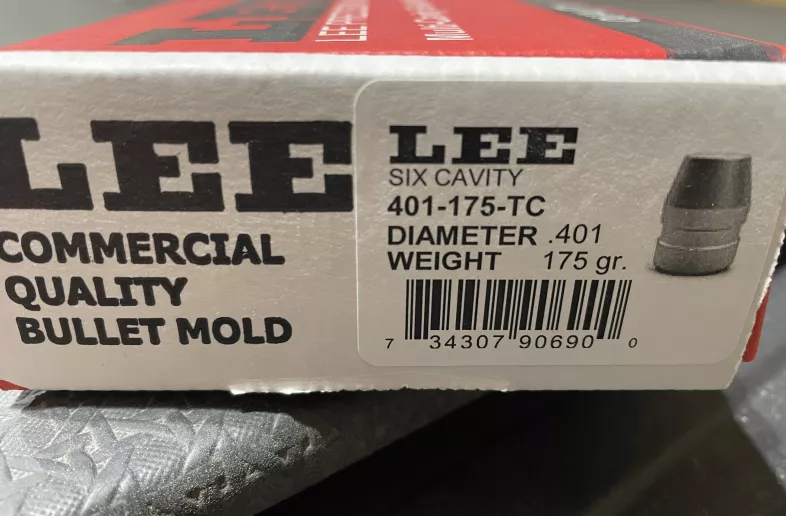 LEE
COMMERCIAL
QUALITY
BULLET MOLD
LEE
SIX CAVITY
401-175-TC
DIAMETER .401
WEIGHT 175 gr.
7 34307 90690 0